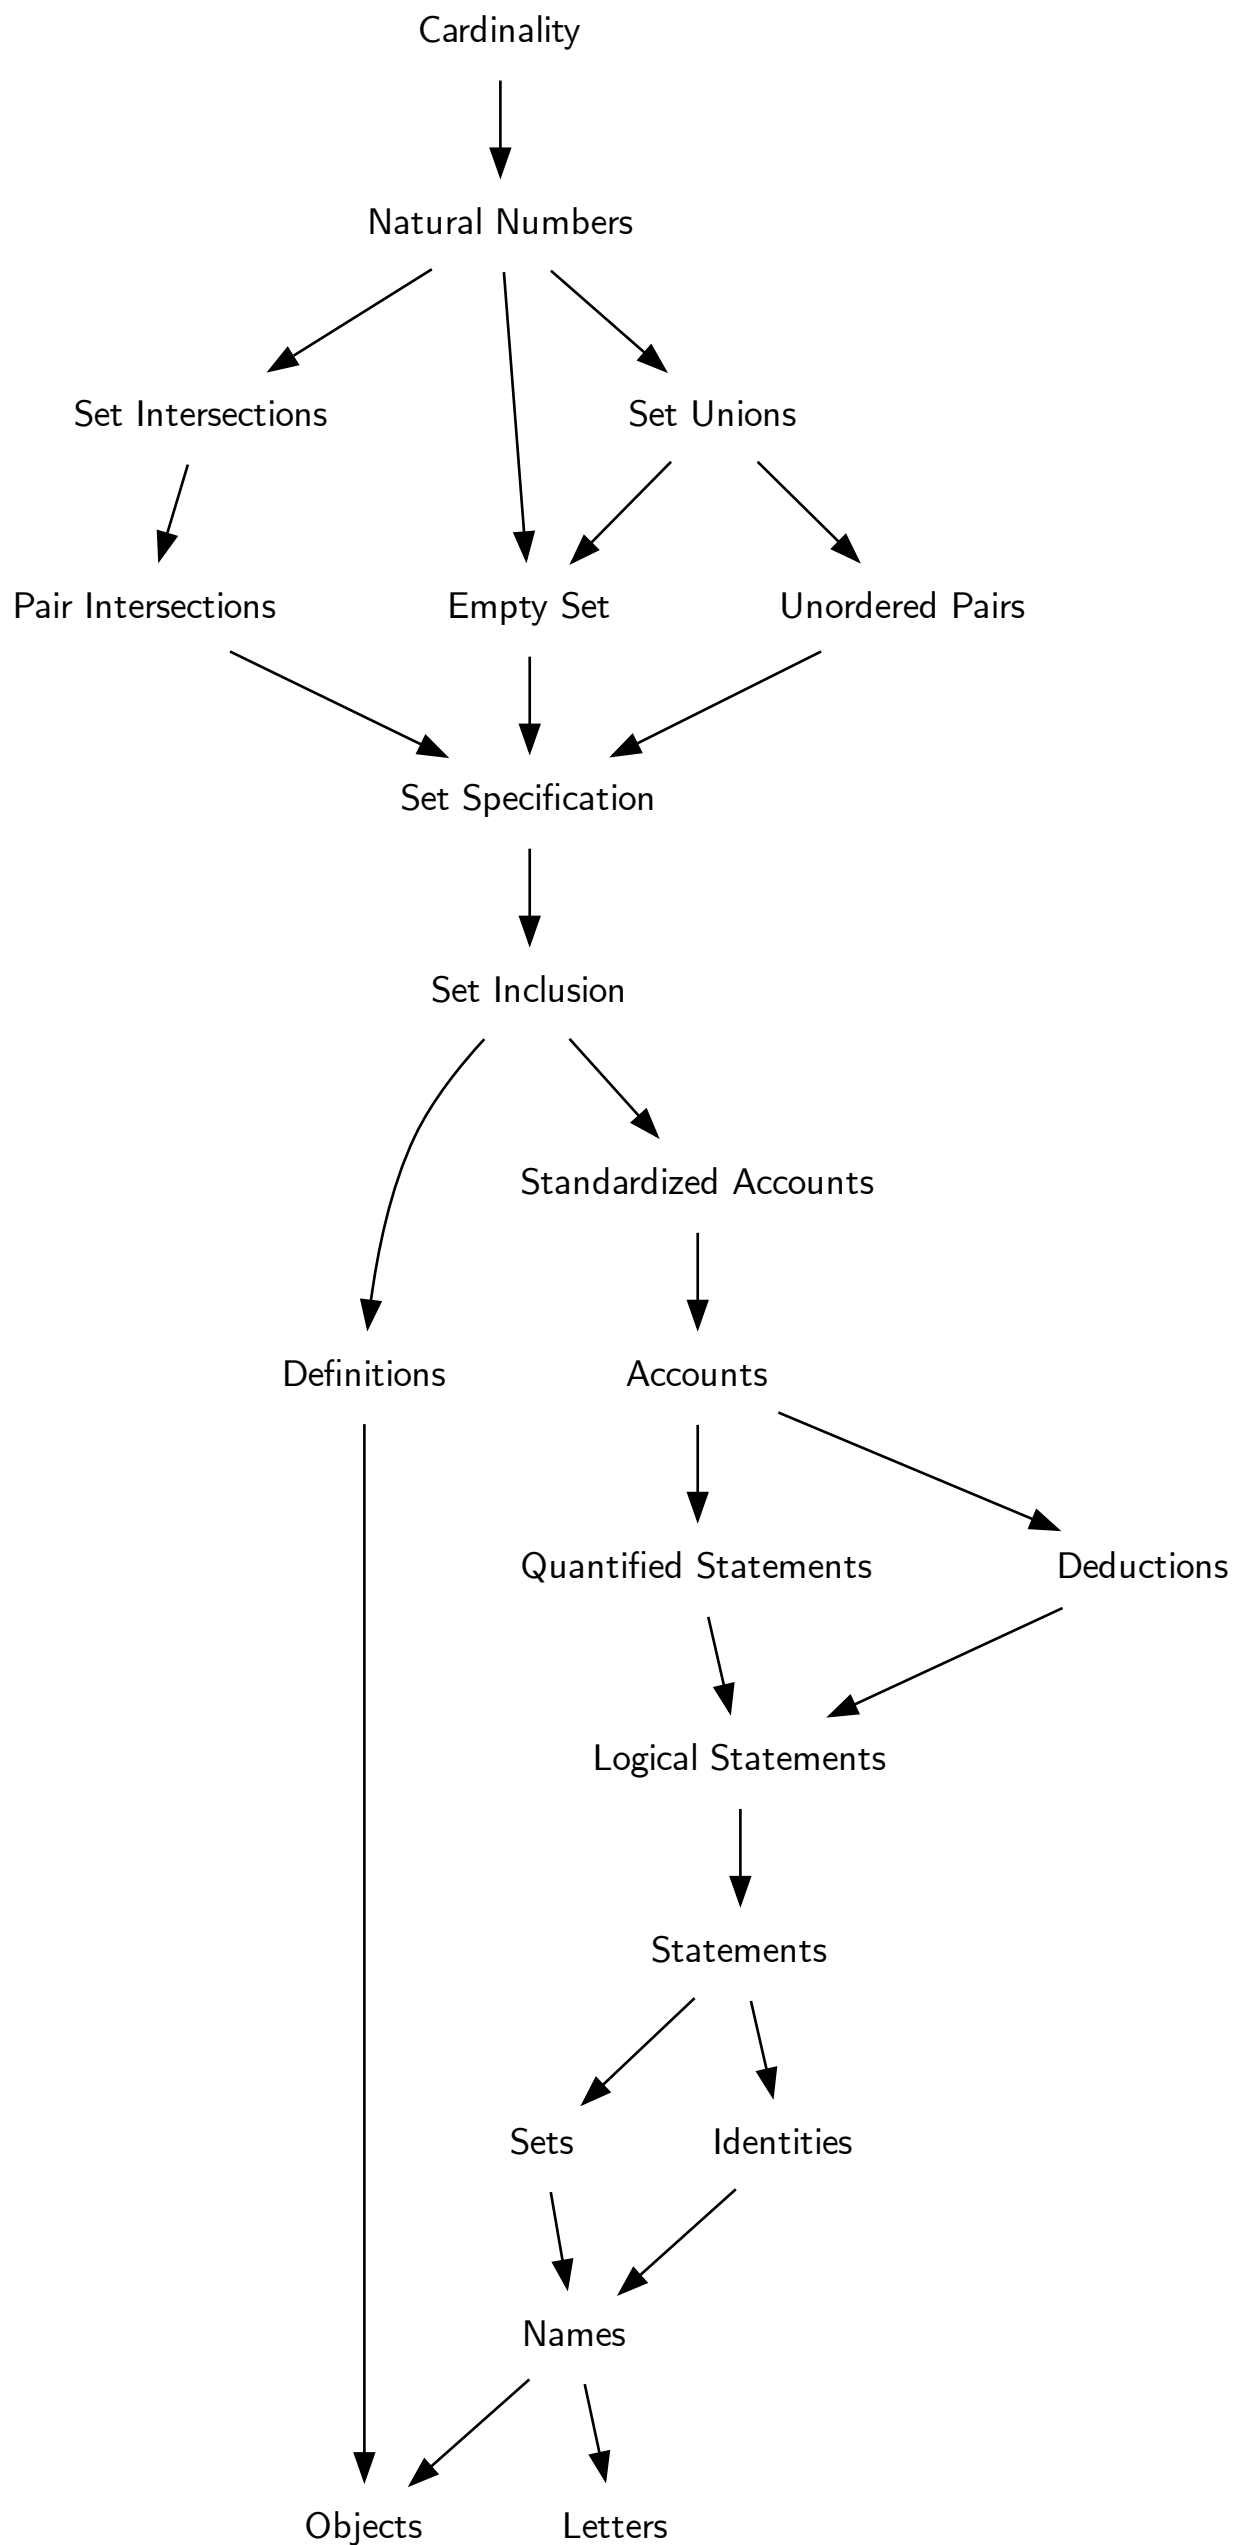 Cardinality
Natural Numbers
Set Intersections
Set Unions
Pair Intersections
Empty Set
Unordered Pairs
Set Specification
Set Inclusion
Standardized Accounts
Definitions
Accounts
Quantified Statements
Deductions
Logical Statements
Statements
Sets
Identities
Names
Objects
Letters